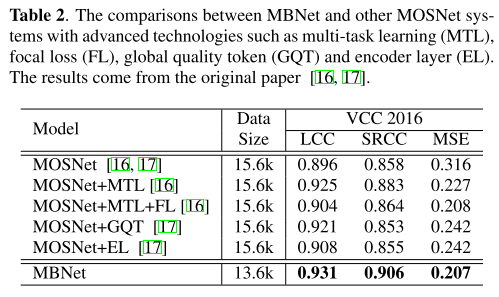 Table 2. The comparisons between MBNet and other MOSNet sys-
tems with advanced technologies such as multi-task learning (MTL),
focal loss (FL), global quality token (GQT) and encoder layer (EL).
The results come from the original paper [16, 17].
Model Data Size VCC 2016
LCC SRCC MSE
MOSNet [16, 17] 15.6k 0.896 0.858 0.316
MOSNet+MTL [16] 15.6k 0.925 0.883 0.227
MOSNet+MTL+FL [16] 15.6k 0.904 0.864 0.208
MOSNet+GQT [17] 15.6k 0.921 0.853 0.242
MOSNet+EL [17] 15.6k 0.908 0.855 0.242
MBNet 13.6k 0.931 0.906 0.207